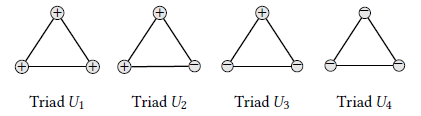 + + + −
+ + + − − − − −
Triad U₁ Triad U₂ Triad U₃ Triad U₄